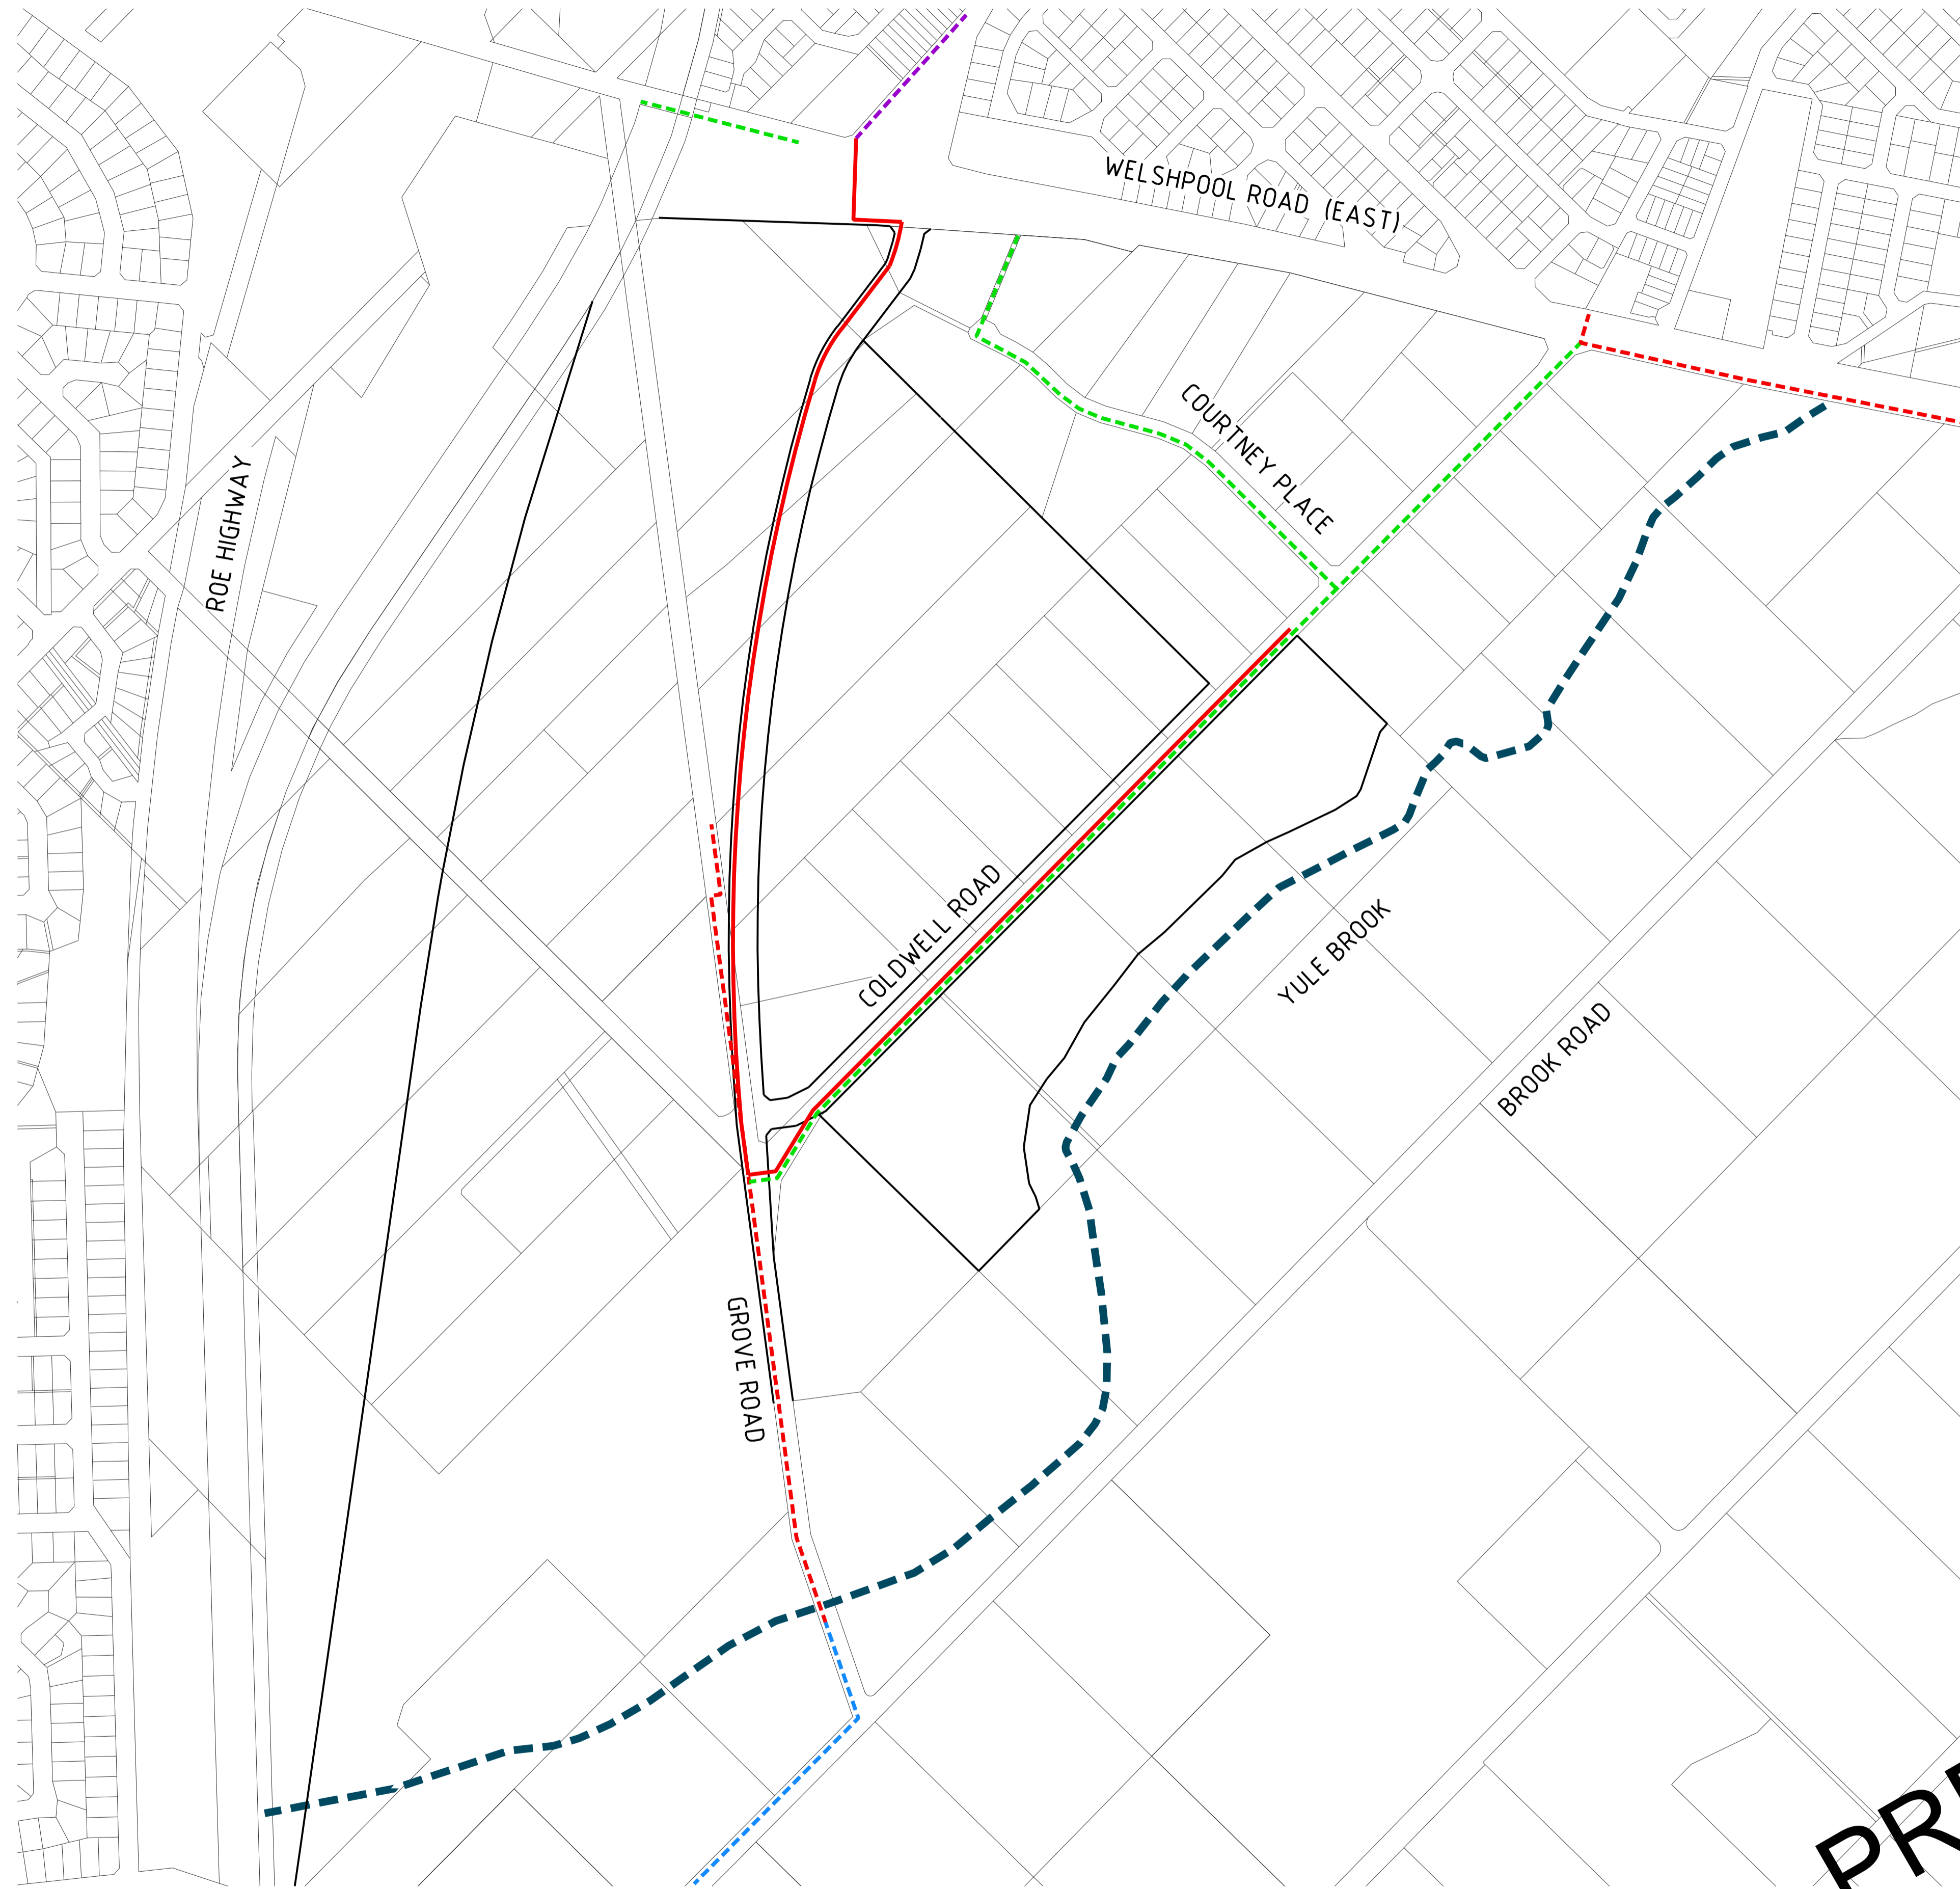 WELSHPOOL ROAD (EAST)
COURTNEY PLACE
ROE HIGHWAY
COLDWELL ROAD
YULE BROOK
BROOK ROAD
GROVE ROAD